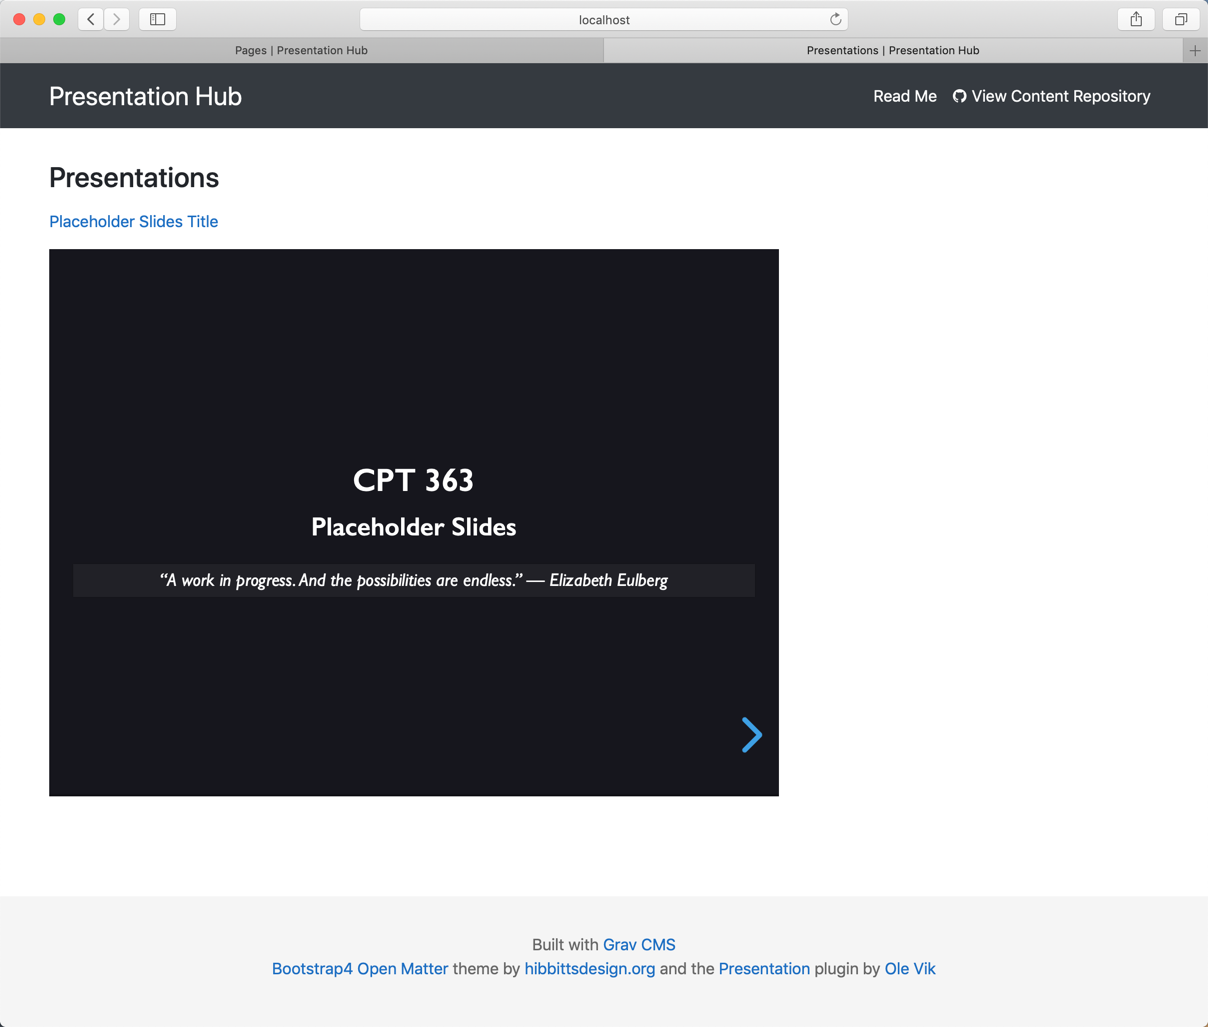 localhost
Pages | Presentation Hub
Presentations | Presentation Hub
Presentation Hub
Read Me
View Content Repository
Presentations
Placeholder Slides Title
CPT 363
Placeholder Slides
“A work in progress. And the possibilities are endless.” — Elizabeth Eulberg
Built with Grav CMS
Bootstrap4 Open Matter theme by hibbittsdesign.org and the Presentation plugin by Ole Vik